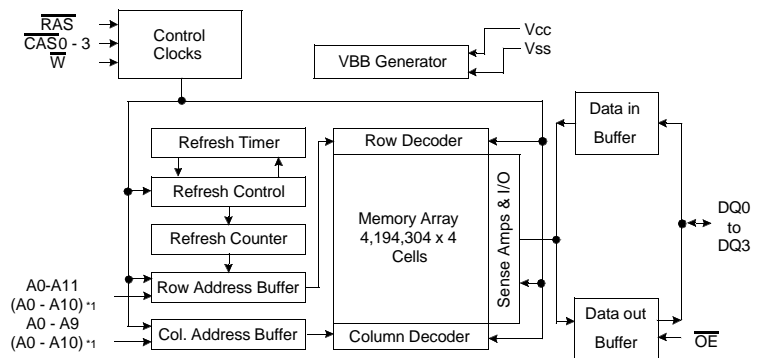 RAS
CAS0 - 3
W
Control
Clocks
VBB Generator
Vcc
Vss
Refresh Timer
Refresh Control
Refresh Counter
Row Address Buffer
Col. Address Buffer
A0-A11
(A0 - A10)*1
A0 - A9
(A0 - A10)*1
Row Decoder
Memory Array
4,194,304 x 4
Cells
Column Decoder
Sense Amps & I/O
Data in
Buffer
Data out
Buffer
DQ0
to
DQ3
OE